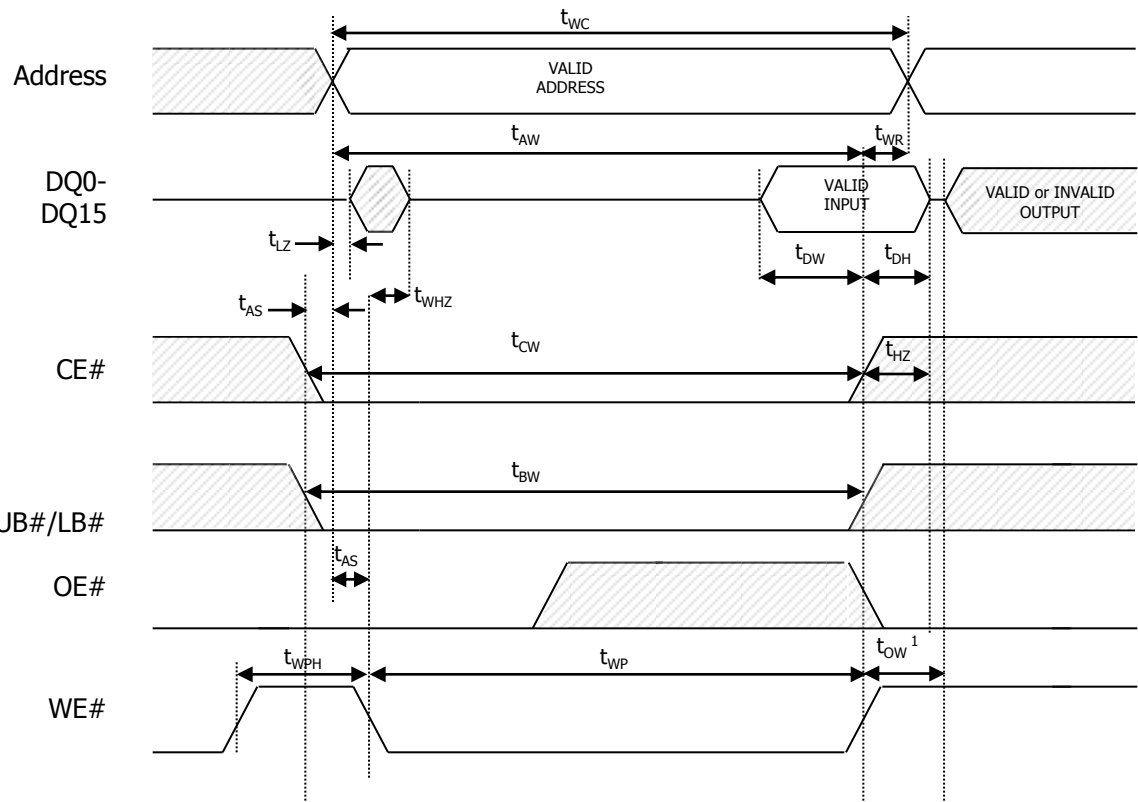 tWC
Address
VALID
ADDRESS
tAW
tWR
DQ0-
DQ15
VALID
INPUT
VALID or INVALID
OUTPUT
tLZ
tDW
tDH
tAS
tWHZ
CE#
tCW
tHZ
UB#/LB#
tBW
tAS
OE#
tWPH
tWP
tOW 1
WE#